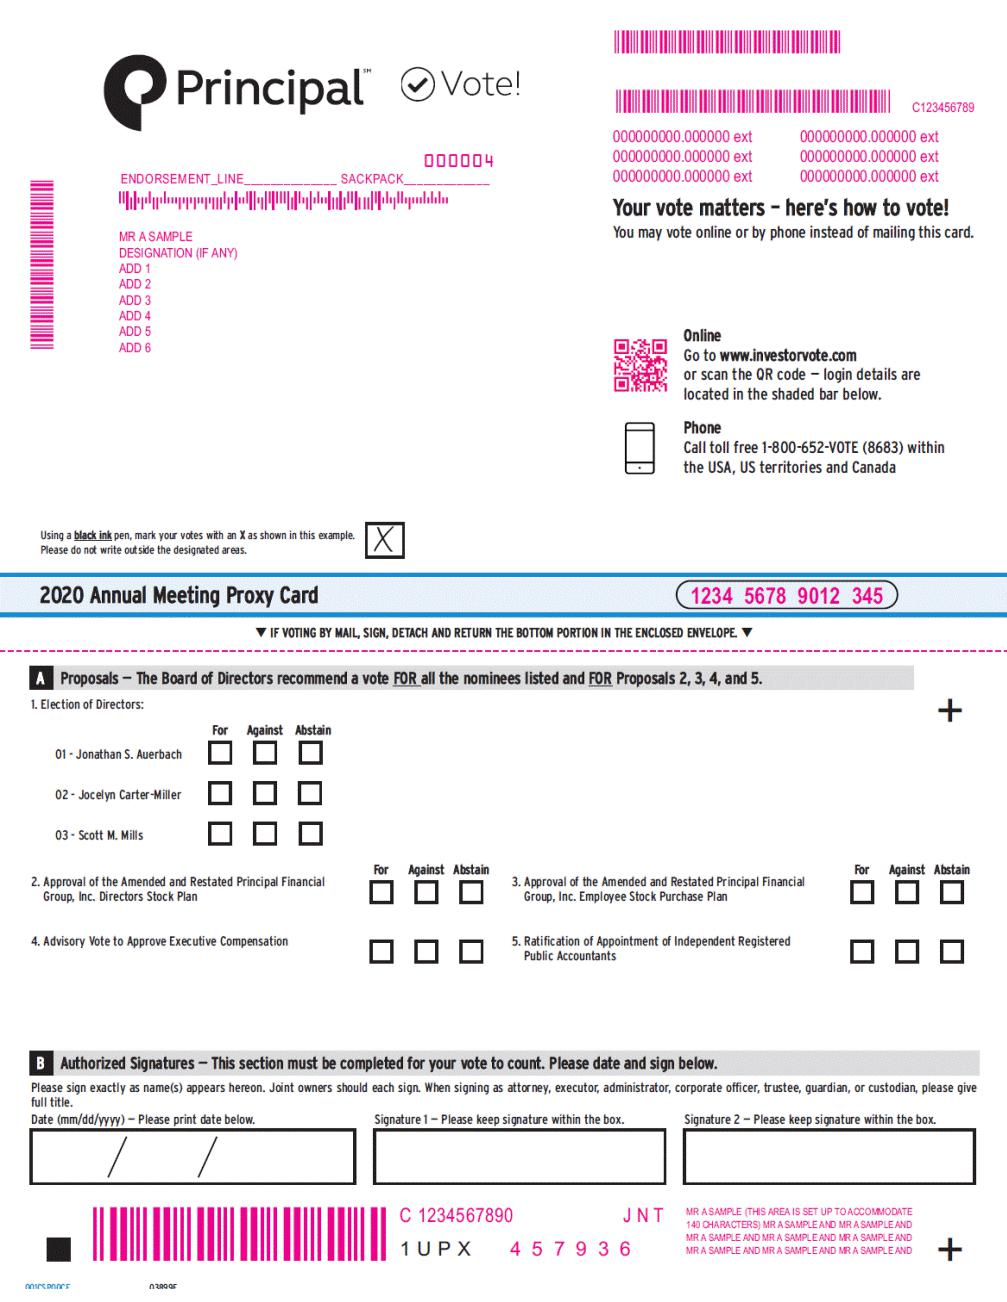 Principal℠ Vote!
C123456789
000000000.000000 ext 000000000.000000 ext
000000000.000000 ext 000000000.000000 ext
000000000.000000 ext 000000000.000000 ext
000004
ENDORSEMENT_LINE______________ SACKPACK_____________
MR A SAMPLE
DESIGNATION (IF ANY)
ADD 1
ADD 2
ADD 3
ADD 4
ADD 5
ADD 6
Your vote matters – here's how to vote!
You may vote online or by phone instead of mailing this card.
Online
Go to www.investorvote.com
or scan the QR code – login details are
located in the shaded bar below.
Phone
Call toll free 1-800-652-VOTE (8683) within
the USA, US territories and Canada
Using a black ink pen, mark your votes with an X as shown in this example.
Please do not write outside the designated areas.
X
2020 Annual Meeting Proxy Card
1234 5678 9012 345
▼ IF VOTING BY MAIL, SIGN, DETACH AND RETURN THE BOTTOM PORTION IN THE ENCLOSED ENVELOPE. ▼
A Proposals – The Board of Directors recommend a vote FOR all the nominees listed and FOR Proposals 2, 3, 4, and 5.
1. Election of Directors:
+
For Against Abstain
01 - Jonathan S. Auerbach
02 - Jocelyn Carter-Miller
03 - Scott M. Mills
For Against Abstain
2. Approval of the Amended and Restated Principal Financial
Group, Inc. Directors Stock Plan
For Against Abstain
3. Approval of the Amended and Restated Principal Financial
Group, Inc. Employee Stock Purchase Plan
4. Advisory Vote to Approve Executive Compensation
5. Ratification of Appointment of Independent Registered
Public Accountants
B Authorized Signatures – This section must be completed for your vote to count. Please date and sign below.
Please sign exactly as name(s) appears hereon. Joint owners should each sign. When signing as attorney, executor, administrator, corporate officer, trustee, guardian, or custodian, please give
full title.
Date (mm/dd/yyyy) – Please print date below.
Signature 1 – Please keep signature within the box.
Signature 2 – Please keep signature within the box.
/ /
C 1234567890 JNT
1UPX 457936
MR A SAMPLE (THIS AREA IS SET UP TO ACCOMMODATE
140 CHARACTERS) MR A SAMPLE AND MR A SAMPLE AND
MR A SAMPLE AND MR A SAMPLE AND MR A SAMPLE AND
MR A SAMPLE AND MR A SAMPLE AND MR A SAMPLE AND
+